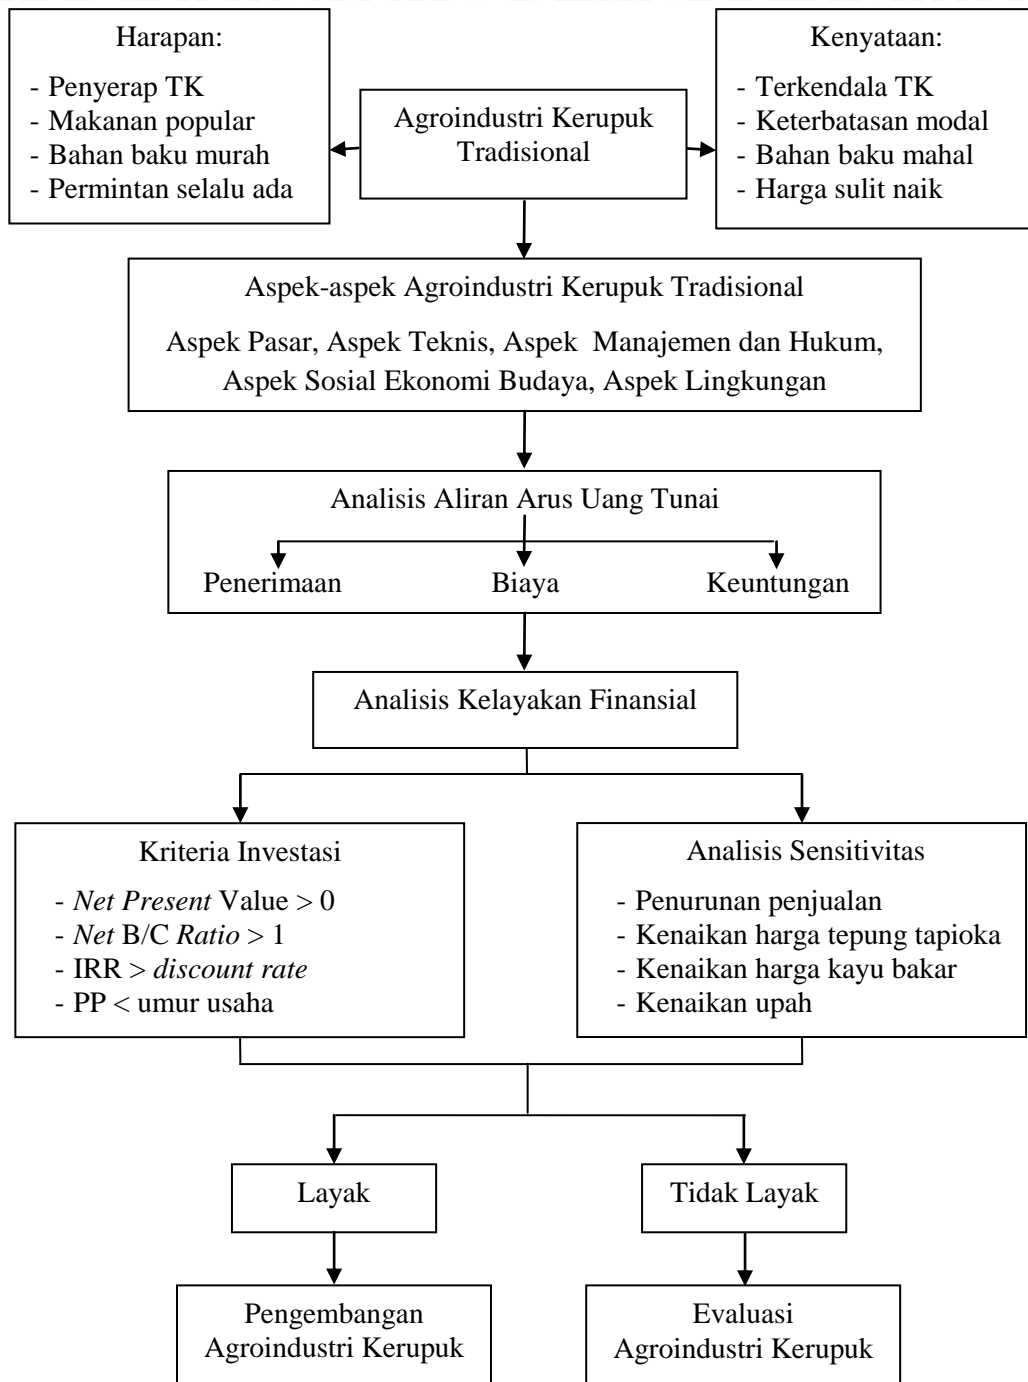 Harapan:
- Penyerap TK
- Makanan popular
- Bahan baku murah
- Permintan selalu ada
Agroindustri Kerupuk
Tradisional
Kenyataan:
- Terkendala TK
- Keterbatasan modal
- Bahan baku mahal
- Harga sulit naik
Aspek-aspek Agroindustri Kerupuk Tradisional
Aspek Pasar, Aspek Teknis, Aspek Manajemen dan Hukum,
Aspek Sosial Ekonomi Budaya, Aspek Lingkungan
Analisis Aliran Arus Uang Tunai
Penerimaan Biaya Keuntungan
Analisis Kelayakan Finansial
Kriteria Investasi
- Net Present Value > 0
- Net B/C Ratio > 1
- IRR > discount rate
- PP < umur usaha
Analisis Sensitivitas
- Penurunan penjualan
- Kenaikan harga tepung tapioka
- Kenaikan harga kayu bakar
- Kenaikan upah
Layak
Tidak Layak
Pengembangan
Agroindustri Kerupuk
Evaluasi
Agroindustri Kerupuk